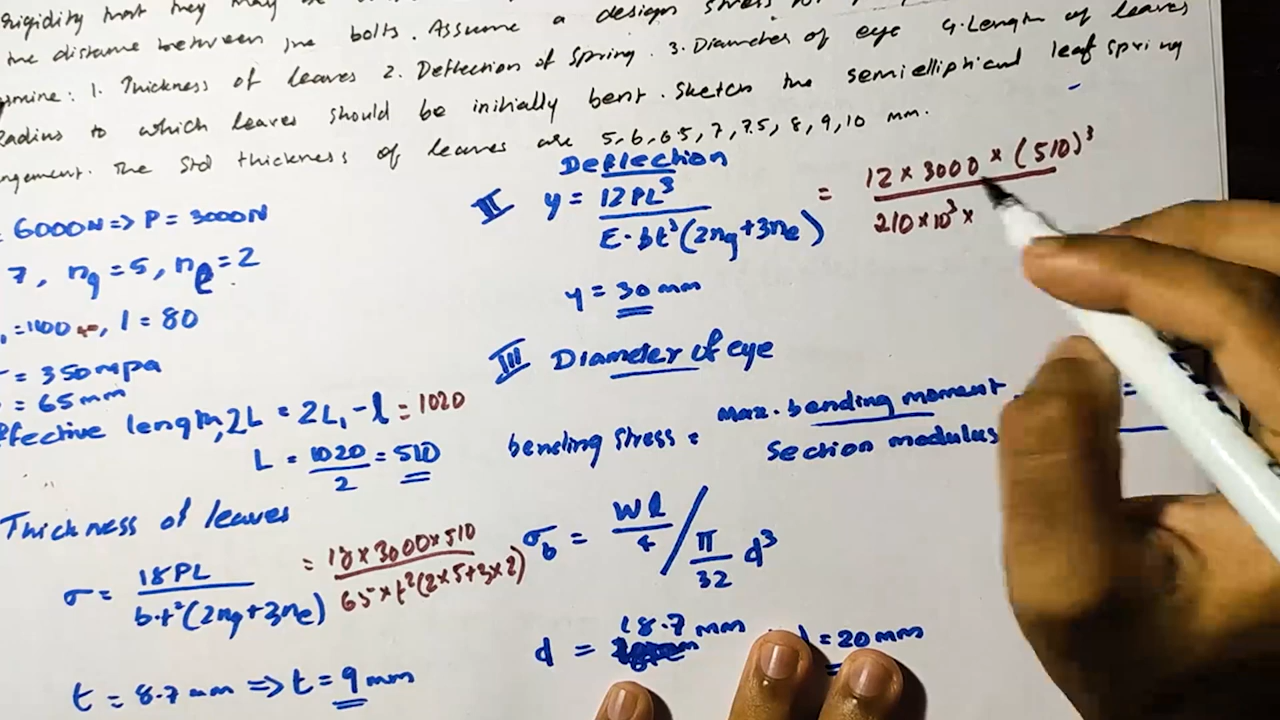 rigidity that they may be
the distance between the bolts. Assume a design stress for
ermine: 1. Thickness of leaves 2. Deflection of Spring. 3. Diameter of eye 4. Length of leaves
Radius to which leaves should be initially bent. Sketch the semielliptical leaf spring
ngement. The Std thickness of leaves are 5, 6, 6.5, 7, 7.5, 8, 9, 10 mm.
= 6000N => P = 3000N
7, ng = 5, ne = 2
= 1100, l = 80
= 350mpa
= 65mm
ffective length, 2L = 2L₁ - l = 1020
L = 1020/2 = 510
Thickness of leaves
σ = 18PL / b·t²(2ng+3ne) = 18×3000×510 / 65×t²(2×5+3×2)
t = 8.7 mm => t = 9 mm
II Deflection
y = 12PL³ / E·bt³(2ng+3ne) = 12×3000×(510)³ / 210×10³×
y = 30 mm
III Diameter of eye
bending stress = Max. bending moment / Section modulus =
σb = Wl/4 / π/32 d³
d = 18.7 mm d = 20 mm